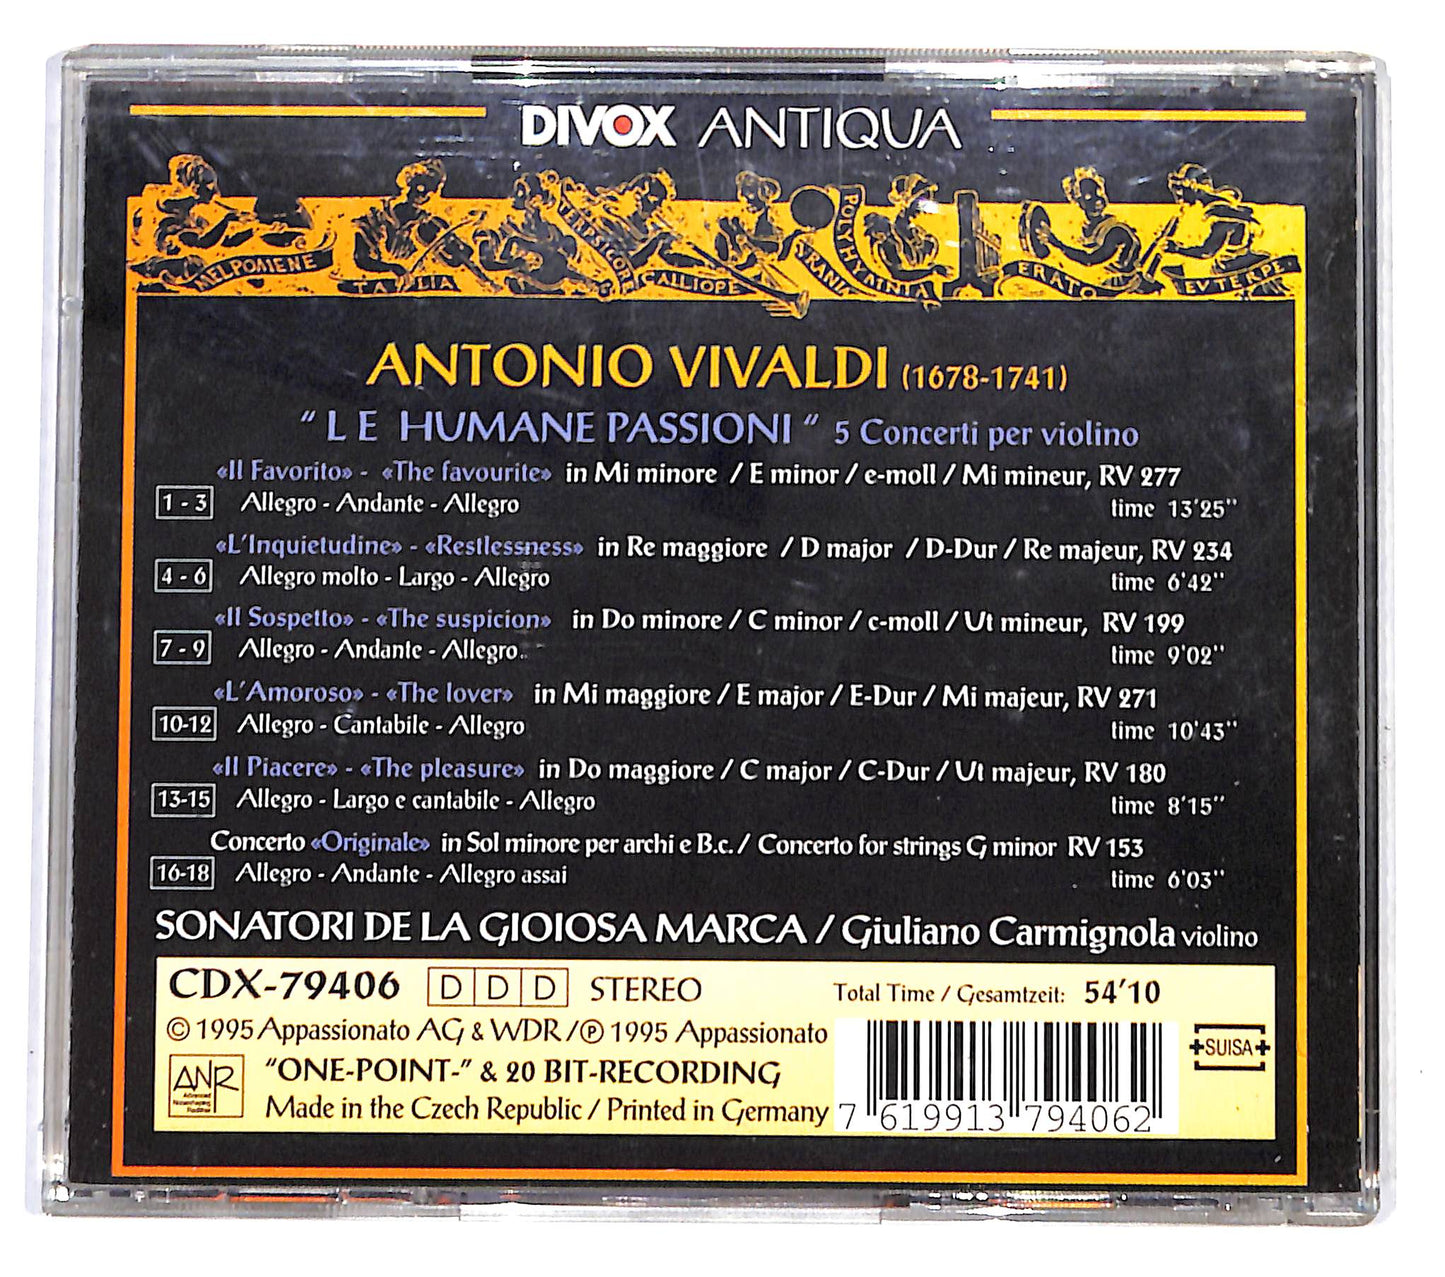 DIVOX ANTIQUA
MELPOMENE
TALIA
TERPSICORE
CALLIOPE
VRANIA
POLYHYMNIA
ERATO
EVTERPE
ANTONIO VIVALDI (1678-1741)
"LE HUMANE PASSIONI" 5 Concerti per violino
«Il Favorito» - «The favourite» in Mi minore / E minor / e-moll / Mi mineur, RV 277
1 - 3 Allegro - Andante - Allegro time 13'25"
«L'Inquietudine» - «Restlessness» in Re maggiore / D major / D-Dur / Re majeur, RV 234
4 - 6 Allegro molto - Largo - Allegro time 6'42"
«Il Sospetto» - «The suspicion» in Do minore / C minor / c-moll / Ut mineur, RV 199
7 - 9 Allegro - Andante - Allegro time 9'02"
«L'Amoroso» - «The lover» in Mi maggiore / E major / E-Dur / Mi majeur, RV 271
10-12 Allegro - Cantabile - Allegro time 10'43"
«Il Piacere» - «The pleasure» in Do maggiore / C major / C-Dur / Ut majeur, RV 180
13-15 Allegro - Largo e cantabile - Allegro time 8'15"
Concerto «Originale» in Sol minore per archi e B.c. / Concerto for strings G minor RV 153
16-18 Allegro - Andante - Allegro assai time 6'03"
SONATORI DE LA GIOIOSA MARCA / Giuliano Carmignola violino
CDX-79406 DDD STEREO Total Time / Gesamtzeit: 54'10
© 1995 Appassionato AG & WDR / ℗ 1995 Appassionato
SUISA
ANR
"ONE-POINT-" & 20 BIT-RECORDING
Made in the Czech Republic / Printed in Germany
7 619913 794062